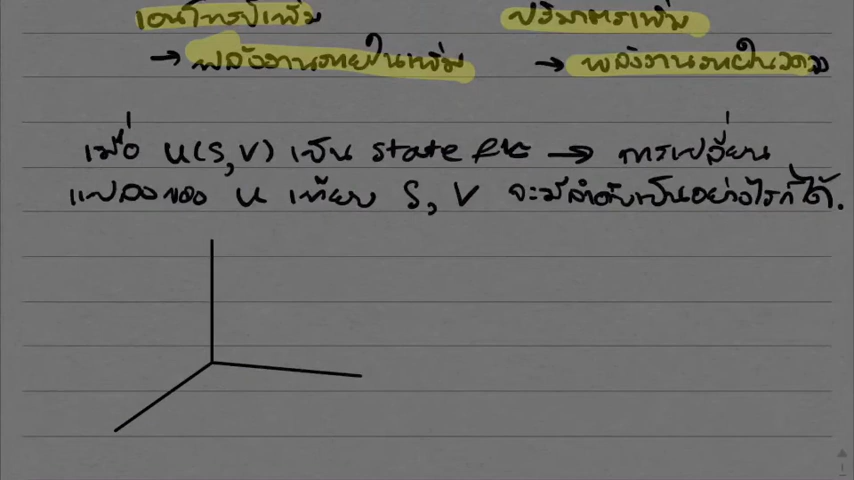 เอนโทรปีเพิ่ม ปริมาตรเพิ่ม
→ พลังงานภายในเพิ่ม → พลังงานภายในลดลง
เมื่อ U(S,V) เป็น state fⁿc → การเปลี่ยน
แปลงของ U เทียบ S, V จะมีลำดับเป็นอย่างไรก็ได้.